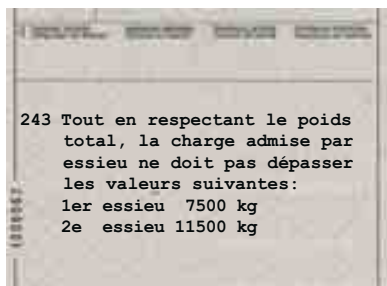 243 Tout en respectant le poids
total, la charge admise par
essieu ne doit pas dépasser
les valeurs suivantes:
1er essieu 7500 kg
2e essieu 11500 kg